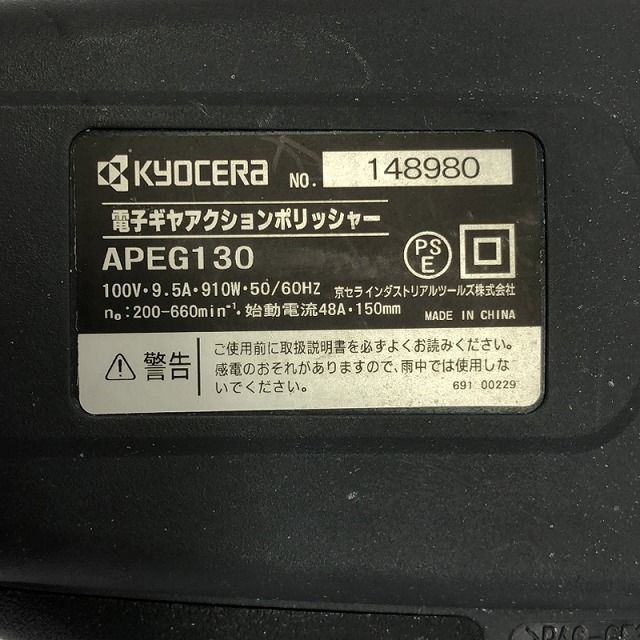 KYOCERA NO. 148980
電子ギヤアクションポリッシャー
APEG130
PS
E
100V・9.5A・910W・50/60HZ 京セラインダストリアルツールズ株式会社
n₀:200-660min⁻¹・始動電流48A・150mm MADE IN CHINA
警告
ご使用前に取扱説明書を必ずよくお読みください。
感電のおそれがありますので、雨中では使用しな
いでください。
691 00229